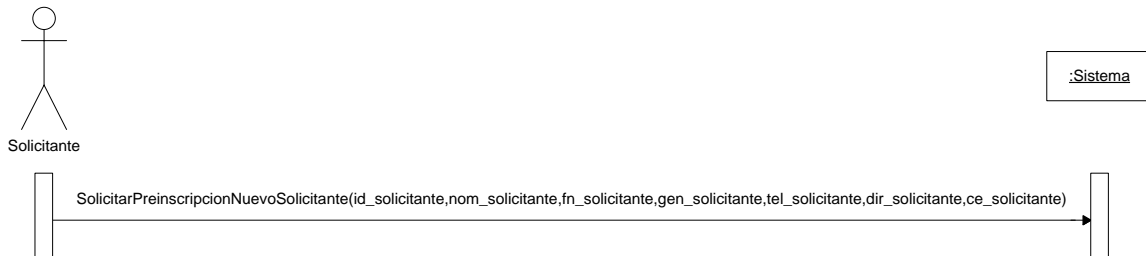 :Sistema
Solicitante
SolicitarPreinscripcionNuevoSolicitante(id_solicitante,nom_solicitante,fn_solicitante,gen_solicitante,tel_solicitante,dir_solicitante,ce_solicitante)